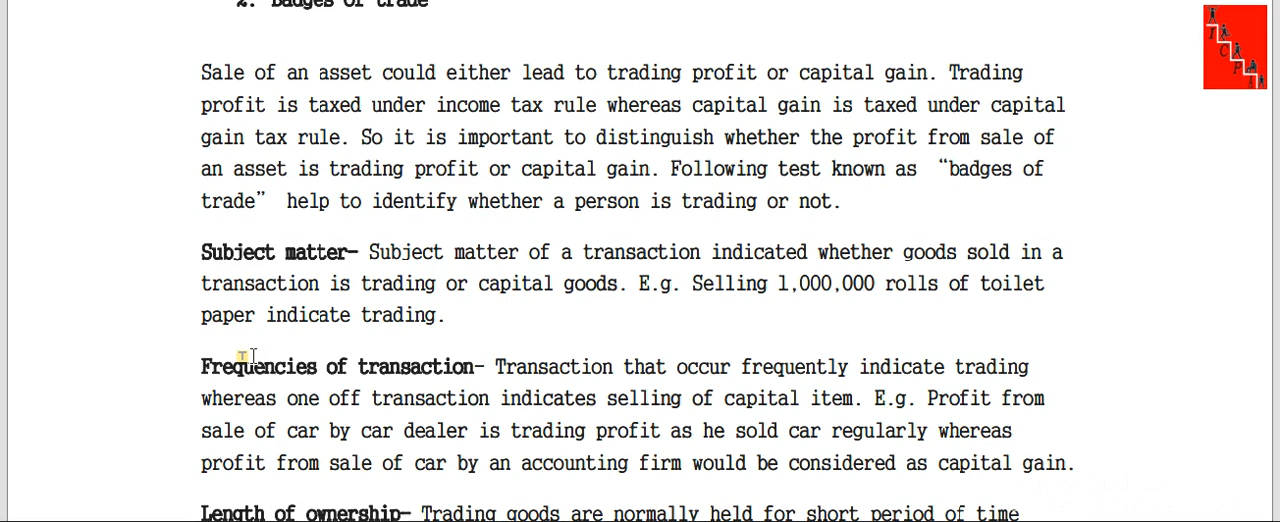 2. Badges of trade
Sale of an asset could either lead to trading profit or capital gain. Trading
profit is taxed under income tax rule whereas capital gain is taxed under capital
gain tax rule. So it is important to distinguish whether the profit from sale of
an asset is trading profit or capital gain. Following test known as “badges of
trade” help to identify whether a person is trading or not.
Subject matter- Subject matter of a transaction indicated whether goods sold in a
transaction is trading or capital goods. E.g. Selling 1,000,000 rolls of toilet
paper indicate trading.
Frequencies of transaction- Transaction that occur frequently indicate trading
whereas one off transaction indicates selling of capital item. E.g. Profit from
sale of car by car dealer is trading profit as he sold car regularly whereas
profit from sale of car by an accounting firm would be considered as capital gain.
Length of ownership- Trading goods are normally held for short period of time
I
C
P
A